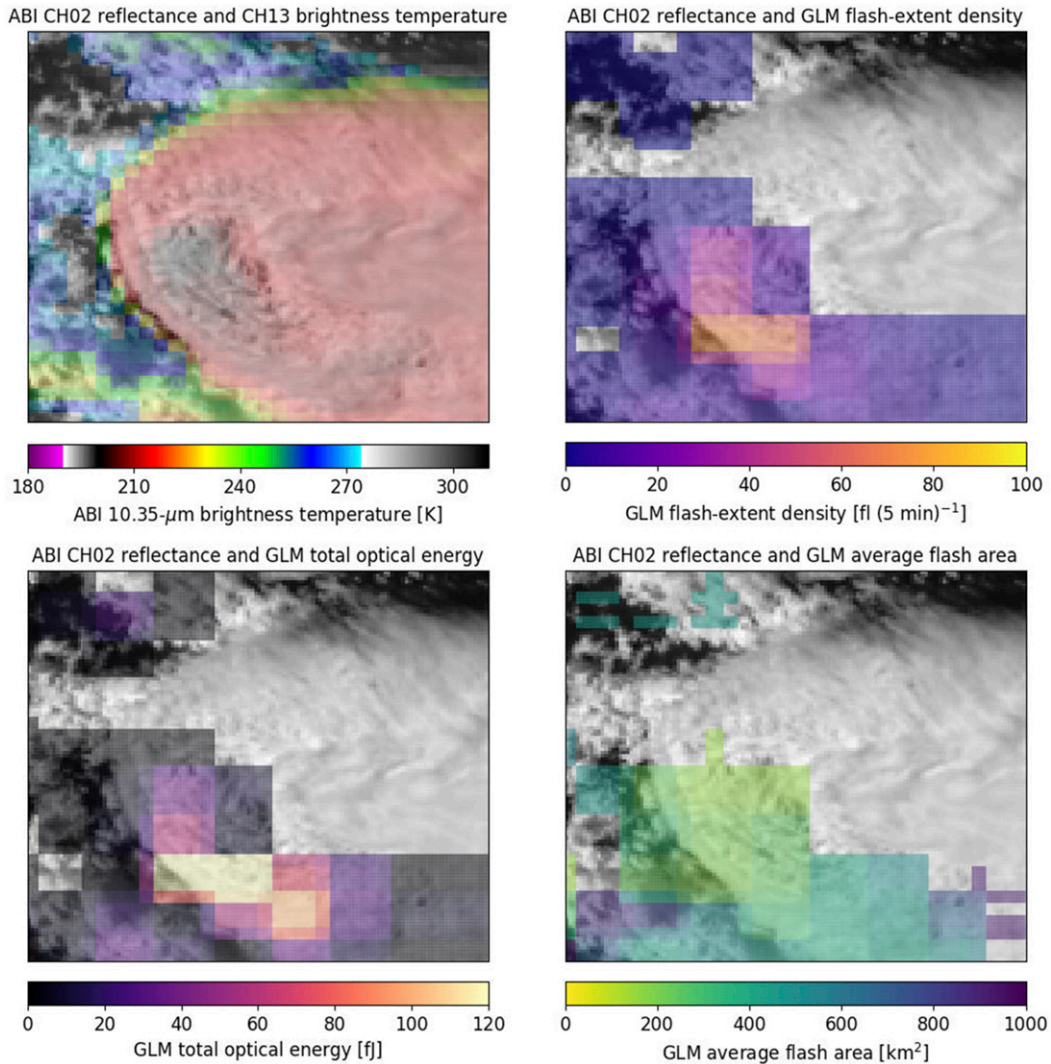 ABI CH02 reflectance and CH13 brightness temperature
ABI CH02 reflectance and GLM flash-extent density
180 210 240 270 300
ABI 10.35-μm brightness temperature [K]
0 20 40 60 80 100
GLM flash-extent density [fl (5 min)⁻¹]
ABI CH02 reflectance and GLM total optical energy
ABI CH02 reflectance and GLM average flash area
0 20 40 60 80 100 120
GLM total optical energy [fJ]
0 200 400 600 800 1000
GLM average flash area [km²]